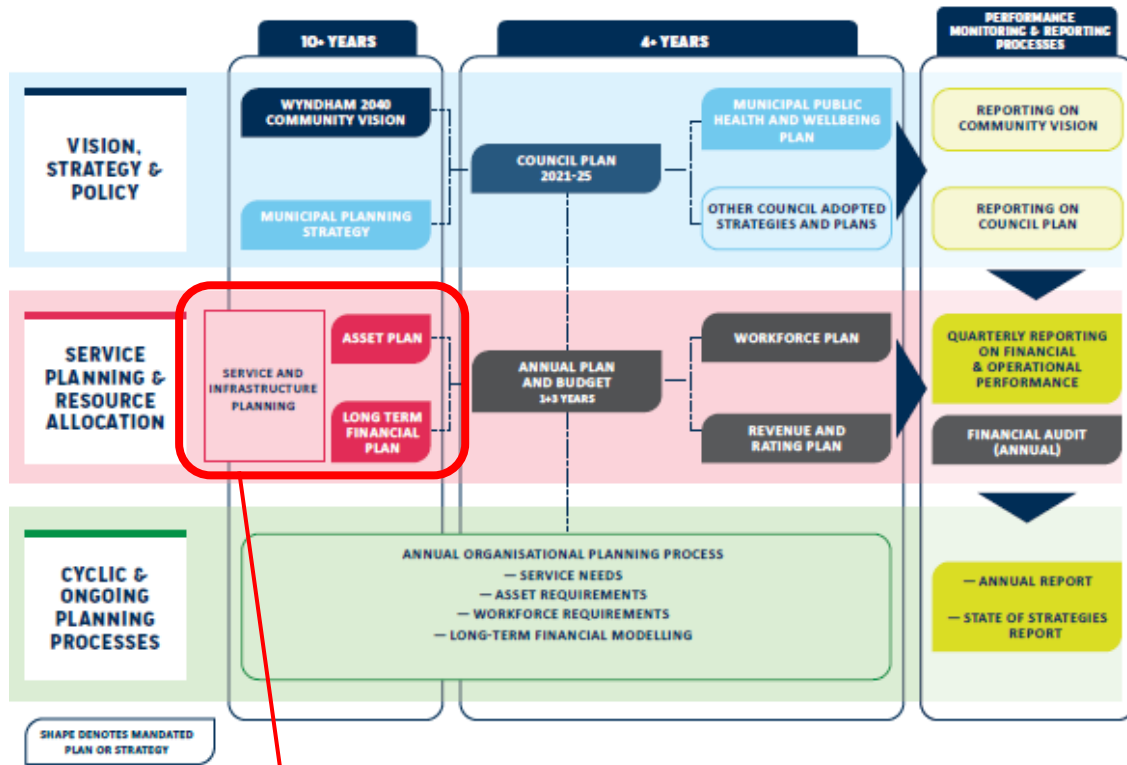 10+ YEARS
4+ YEARS
PERFORMANCE
MONITORING & REPORTING
PROCESSES
VISION,
STRATEGY &
POLICY
WYNDHAM 2040
COMMUNITY VISION
MUNICIPAL PLANNING
STRATEGY
COUNCIL PLAN
2021-25
MUNICIPAL PUBLIC
HEALTH AND WELLBEING
PLAN
OTHER COUNCIL ADOPTED
STRATEGIES AND PLANS
REPORTING ON
COMMUNITY VISION
REPORTING ON
COUNCIL PLAN
SERVICE
PLANNING &
RESOURCE
ALLOCATION
SERVICE AND
INFRASTRUCTURE
PLANNING
ASSET PLAN
LONG TERM
FINANCIAL
PLAN
ANNUAL PLAN
AND BUDGET
1+3 YEARS
WORKFORCE PLAN
REVENUE AND
RATING PLAN
QUARTERLY REPORTING
ON FINANCIAL
& OPERATIONAL
PERFORMANCE
FINANCIAL AUDIT
(ANNUAL)
CYCLIC &
ONGOING
PLANNING
PROCESSES
ANNUAL ORGANISATIONAL PLANNING PROCESS
— SERVICE NEEDS
— ASSET REQUIREMENTS
— WORKFORCE REQUIREMENTS
— LONG-TERM FINANCIAL MODELLING
— ANNUAL REPORT
— STATE OF STRATEGIES
REPORT
SHAPE DENOTES MANDATED
PLAN OR STRATEGY